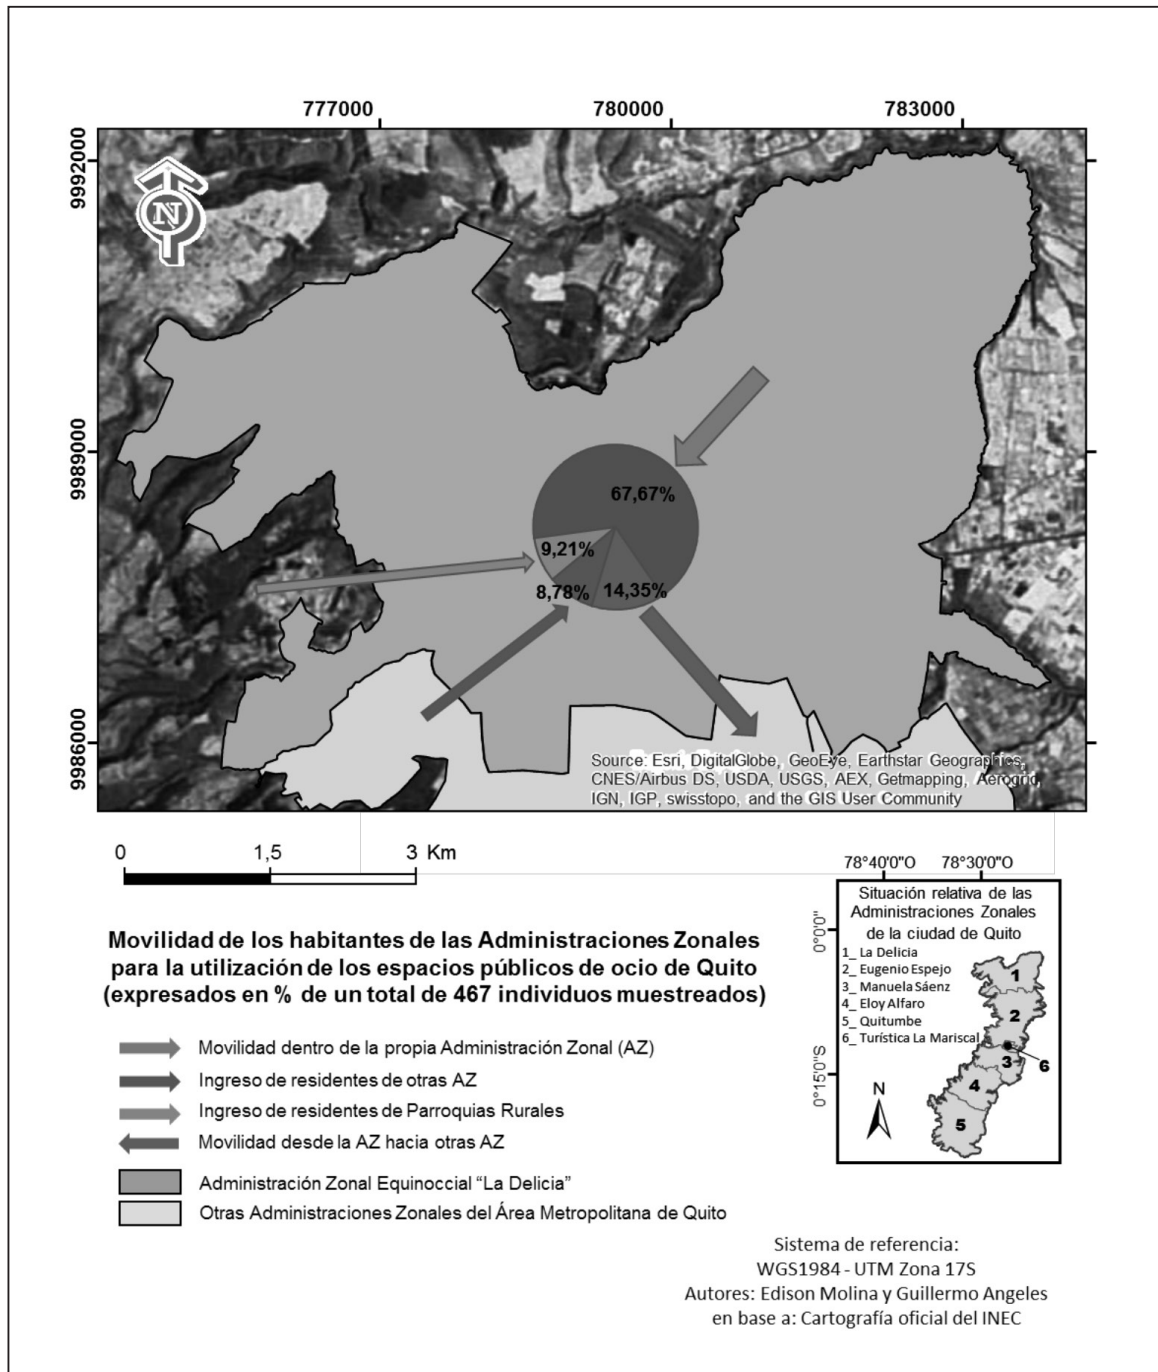 777000 780000 783000
9992000
N
9989000
67,67%
9,21%
8,78% 14,35%
9986000
Source: Esri, DigitalGlobe, GeoEye, Earthstar Geographics,
CNES/Airbus DS, USDA, USGS, AEX, Getmapping, Aerogrid,
IGN, IGP, swisstopo, and the GIS User Community
0 1,5 3 Km
Movilidad de los habitantes de las Administraciones Zonales
para la utilización de los espacios públicos de ocio de Quito
(expresados en % de un total de 467 individuos muestreados)
Movilidad dentro de la propia Administración Zonal (AZ)
Ingreso de residentes de otras AZ
Ingreso de residentes de Parroquias Rurales
Movilidad desde la AZ hacia otras AZ
Administración Zonal Equinoccial “La Delicia”
Otras Administraciones Zonales del Área Metropolitana de Quito
78°40'0"O 78°30'0"O
0°0'0"
0°15'0"S
Situación relativa de las
Administraciones Zonales
de la ciudad de Quito
1_ La Delicia
2_ Eugenio Espejo
3_ Manuela Sáenz
4_ Eloy Alfaro
5_ Quitumbe
6_ Turística La Mariscal
1
2
3
6
4
5
N
Sistema de referencia:
WGS1984 - UTM Zona 17S
Autores: Edison Molina y Guillermo Angeles
en base a: Cartografía oficial del INEC